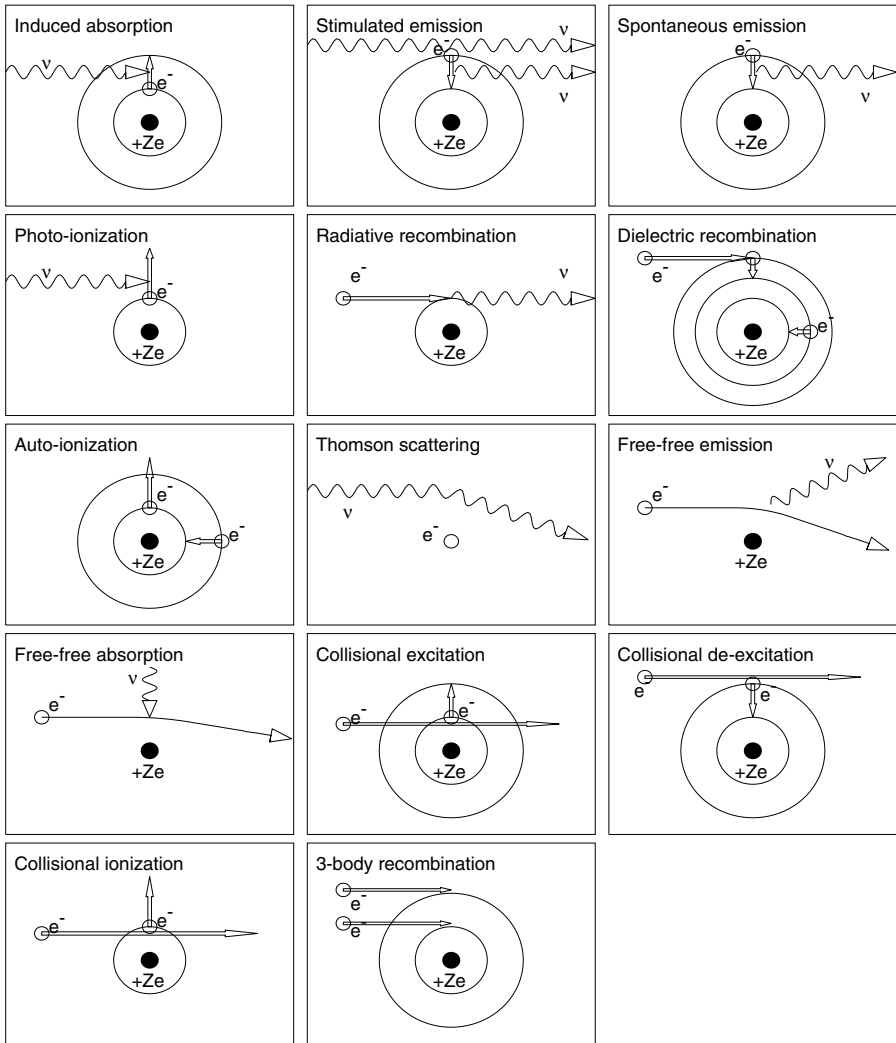 Induced absorption
ν
e-
+Ze
Stimulated emission
ν
e-
ν
+Ze
Spontaneous emission
e-
ν
+Ze
Photo-ionization
ν
e-
+Ze
Radiative recombination
e-
ν
+Ze
Dielectric recombination
e-
e-
+Ze
Auto-ionization
e-
e-
+Ze
Thomson scattering
ν
e-
Free-free emission
ν
e-
+Ze
Free-free absorption
ν
e-
+Ze
Collisional excitation
e-
e-
+Ze
Collisional de-excitation
e-
e-
+Ze
Collisional ionization
e-
e-
+Ze
3-body recombination
e-
e-
+Ze